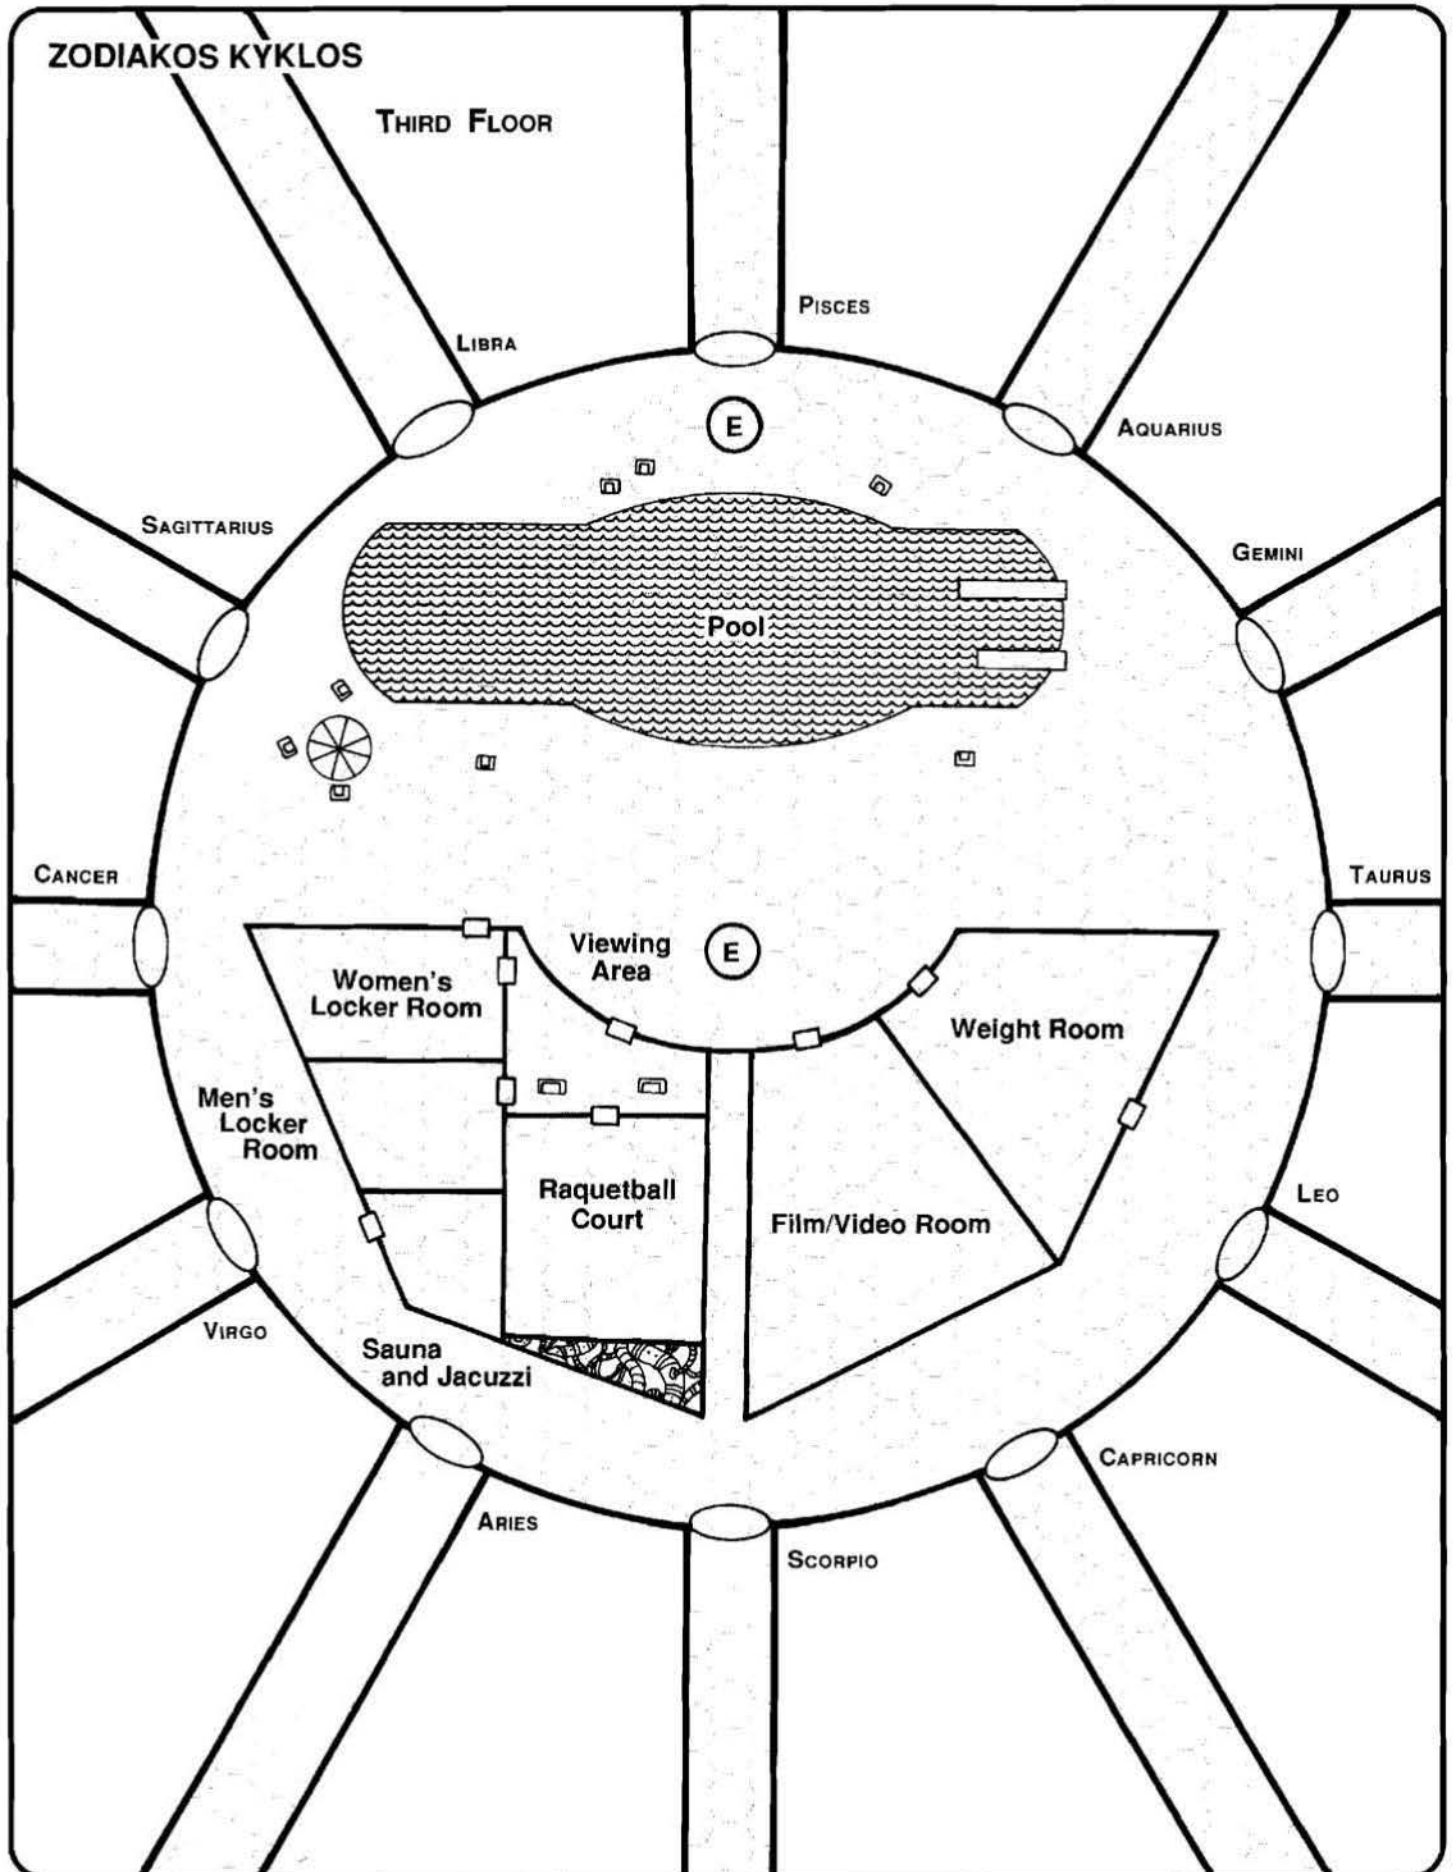 ZODIAKOS KYKLOS
THIRD FLOOR
PISCES
LIBRA
AQUARIUS
E
SAGITTARIUS
GEMINI
Pool
CANCER
TAURUS
Viewing
Area
E
Women's
Locker Room
Weight Room
Men's
Locker
Room
Raquetball
Court
Film/Video Room
LEO
VIRGO
Sauna
and Jacuzzi
CAPRICORN
ARIES
SCORPIO